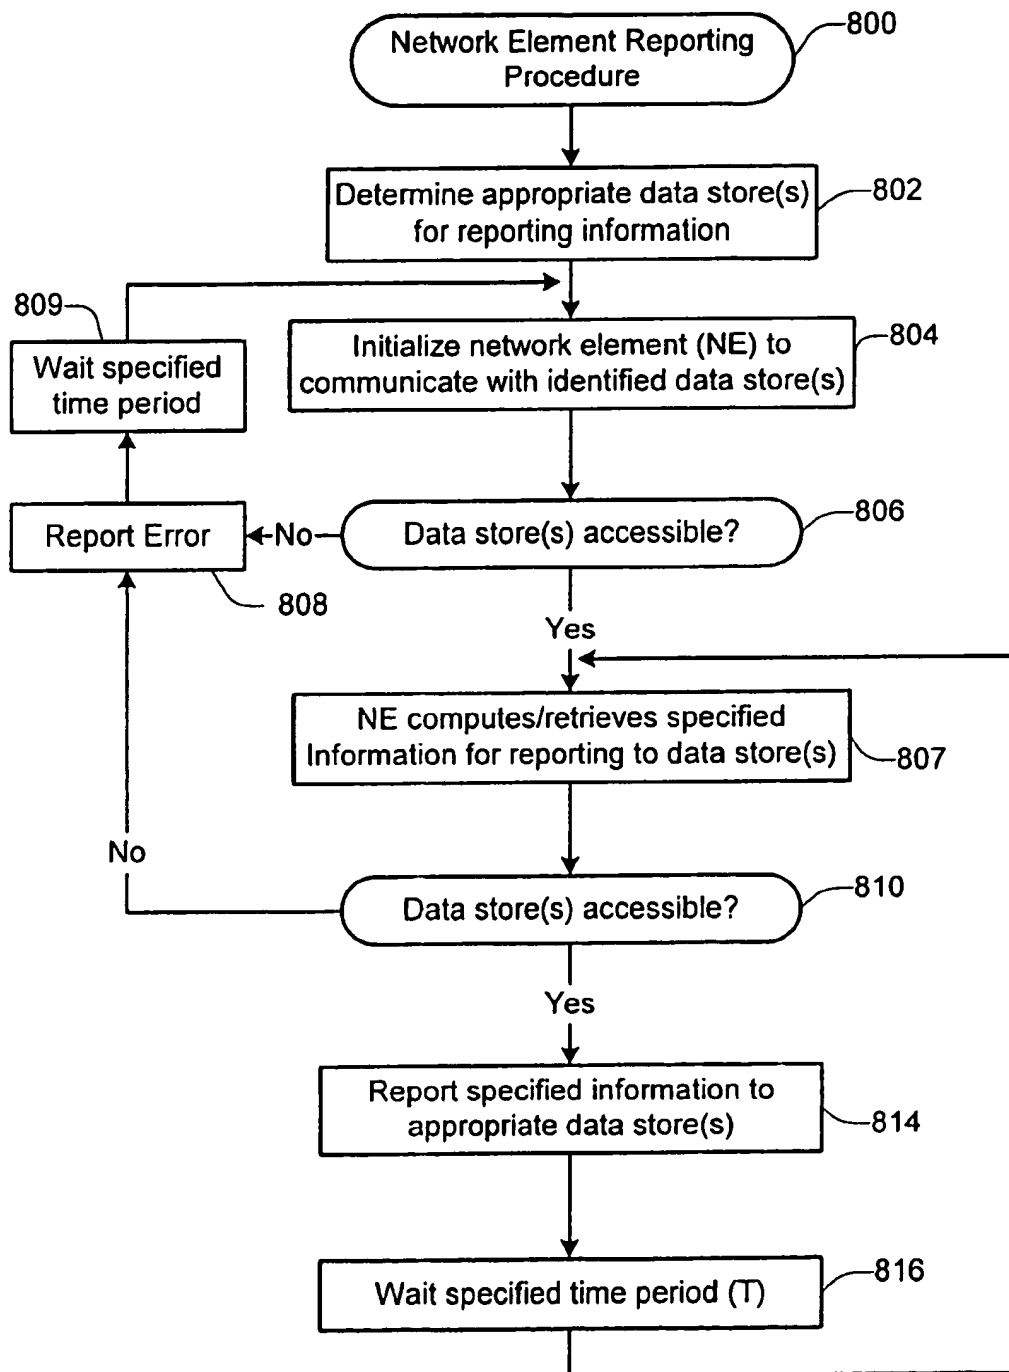 Network Element Reporting
Procedure
800
Determine appropriate data store(s)
for reporting information
802
809
Wait specified
time period
Initialize network element (NE) to
communicate with identified data store(s)
804
Report Error
No
Data store(s) accessible?
806
808
Yes
NE computes/retrieves specified
Information for reporting to data store(s)
807
No
Data store(s) accessible?
810
Yes
Report specified information to
appropriate data store(s)
814
Wait specified time period (T)
816